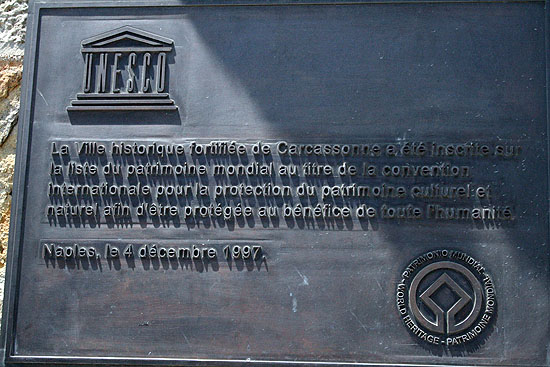 UNESCO
La Ville historique fortifiée de Carcassonne a été inscrite sur
la liste du patrimoine mondial au titre de la convention
internationale pour la protection du patrimoine culturel et
naturel afin d'être protégée au bénéfice de toute l'humanité.
Naples, le 4 décembre 1997.
PATRIMONIO MUNDIAL • WORLD HERITAGE • PATRIMOINE MONDIAL